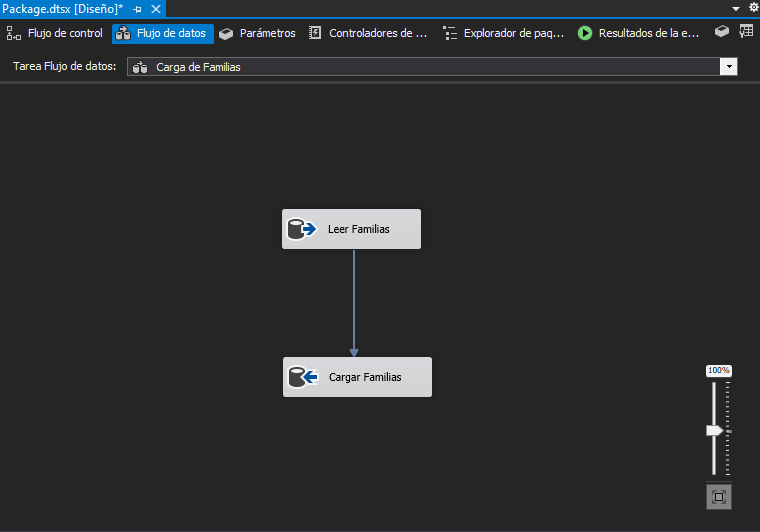 Package.dtsx [Diseño]*
Flujo de control Flujo de datos Parámetros Controladores de ... Explorador de paq... Resultados de la e...
Tarea Flujo de datos: Carga de Familias
Leer Familias
Cargar Familias
100%